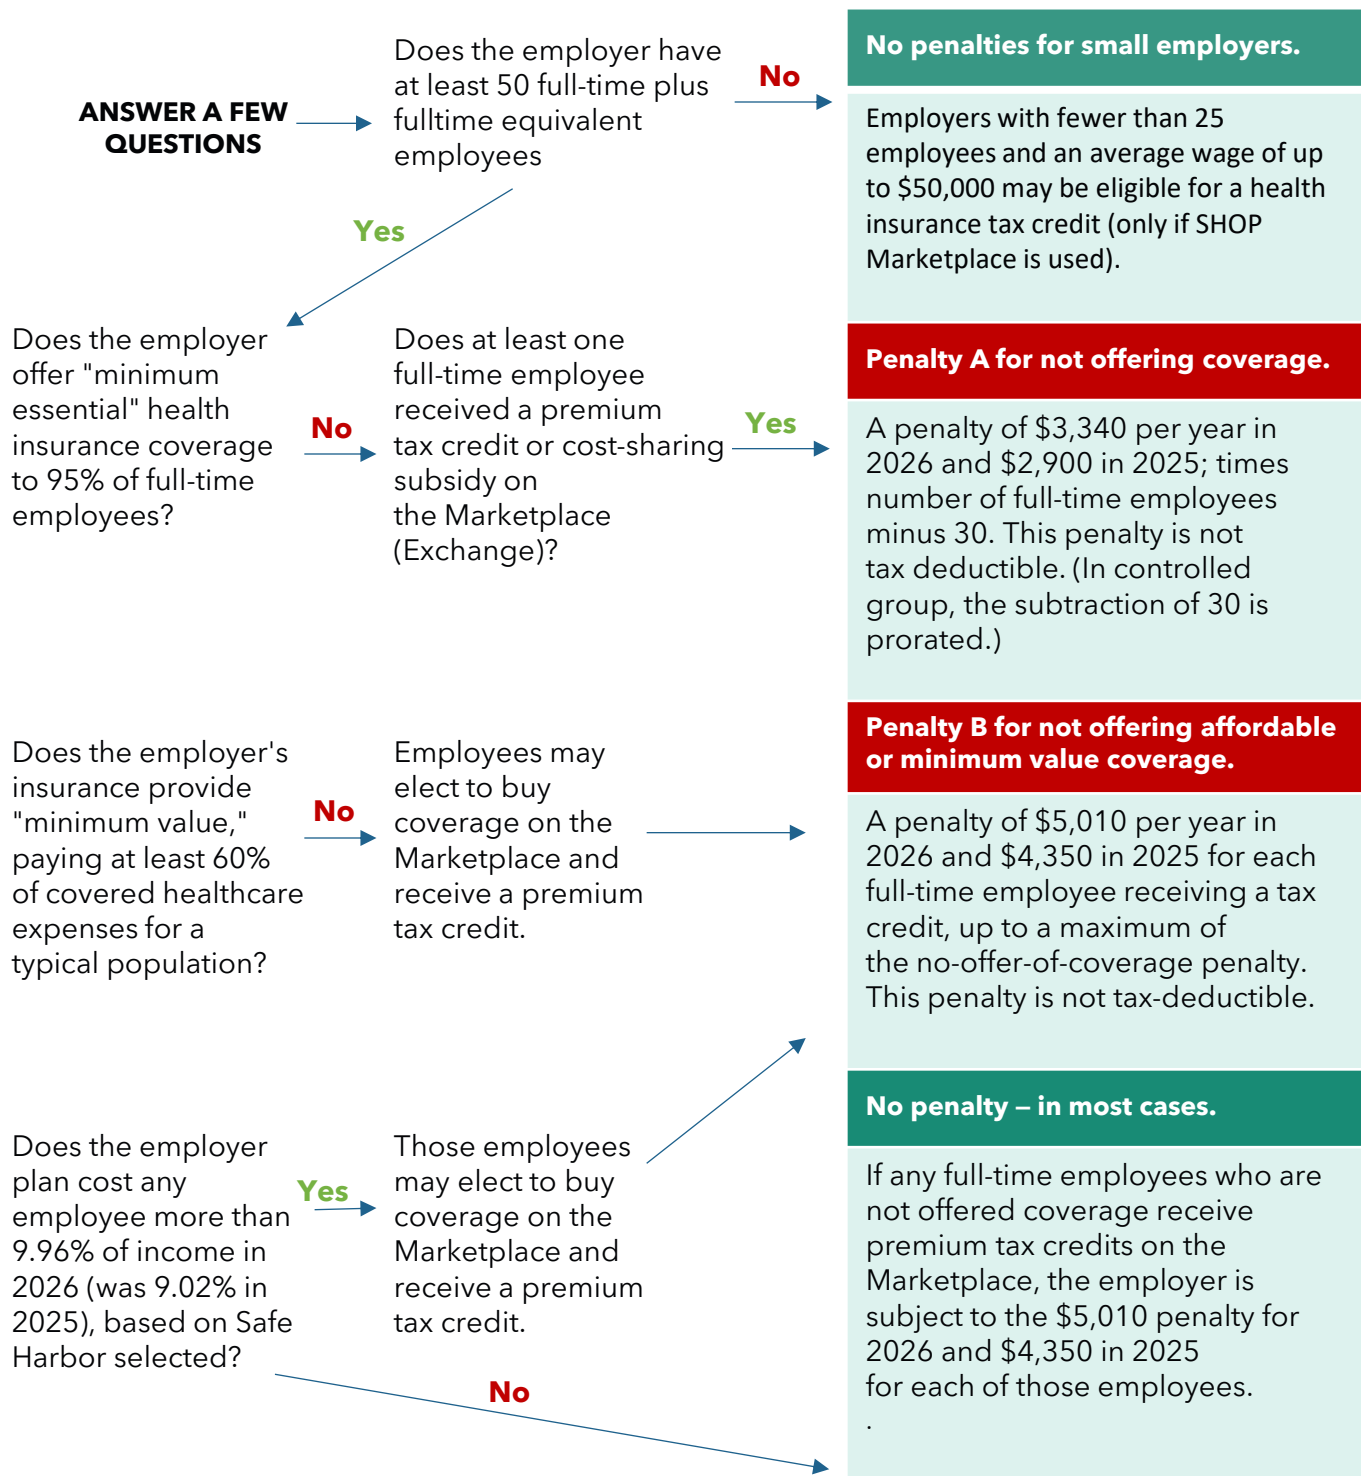 ANSWER A FEW
QUESTIONS
Does the employer have
at least 50 full-time plus
fulltime equivalent
employees
No
No penalties for small employers.
Employers with fewer than 25
employees and an average wage of up
to $50,000 may be eligible for a health
insurance tax credit (only if SHOP
Marketplace is used).
Yes
Does the employer
offer "minimum
essential" health
insurance coverage
to 95% of full-time
employees?
No
Does at least one
full-time employee
received a premium
tax credit or cost-sharing
subsidy on
the Marketplace
(Exchange)?
Yes
Penalty A for not offering coverage.
A penalty of $3,340 per year in
2026 and $2,900 in 2025; times
number of full-time employees
minus 30. This penalty is not
tax deductible. (In controlled
group, the subtraction of 30 is
prorated.)
Does the employer's
insurance provide
"minimum value,"
paying at least 60%
of covered healthcare
expenses for a
typical population?
No
Employees may
elect to buy
coverage on the
Marketplace and
receive a premium
tax credit.
Penalty B for not offering affordable
or minimum value coverage.
A penalty of $5,010 per year in
2026 and $4,350 in 2025 for each
full-time employee receiving a tax
credit, up to a maximum of
the no-offer-of-coverage penalty.
This penalty is not tax-deductible.
Does the employer
plan cost any
employee more than
9.96% of income in
2026 (was 9.02% in
2025), based on Safe
Harbor selected?
Yes
Those employees
may elect to buy
coverage on the
Marketplace and
receive a premium
tax credit.
No
No penalty – in most cases.
If any full-time employees who are
not offered coverage receive
premium tax credits on the
Marketplace, the employer is
subject to the $5,010 penalty for
2026 and $4,350 in 2025
for each of those employees.
.